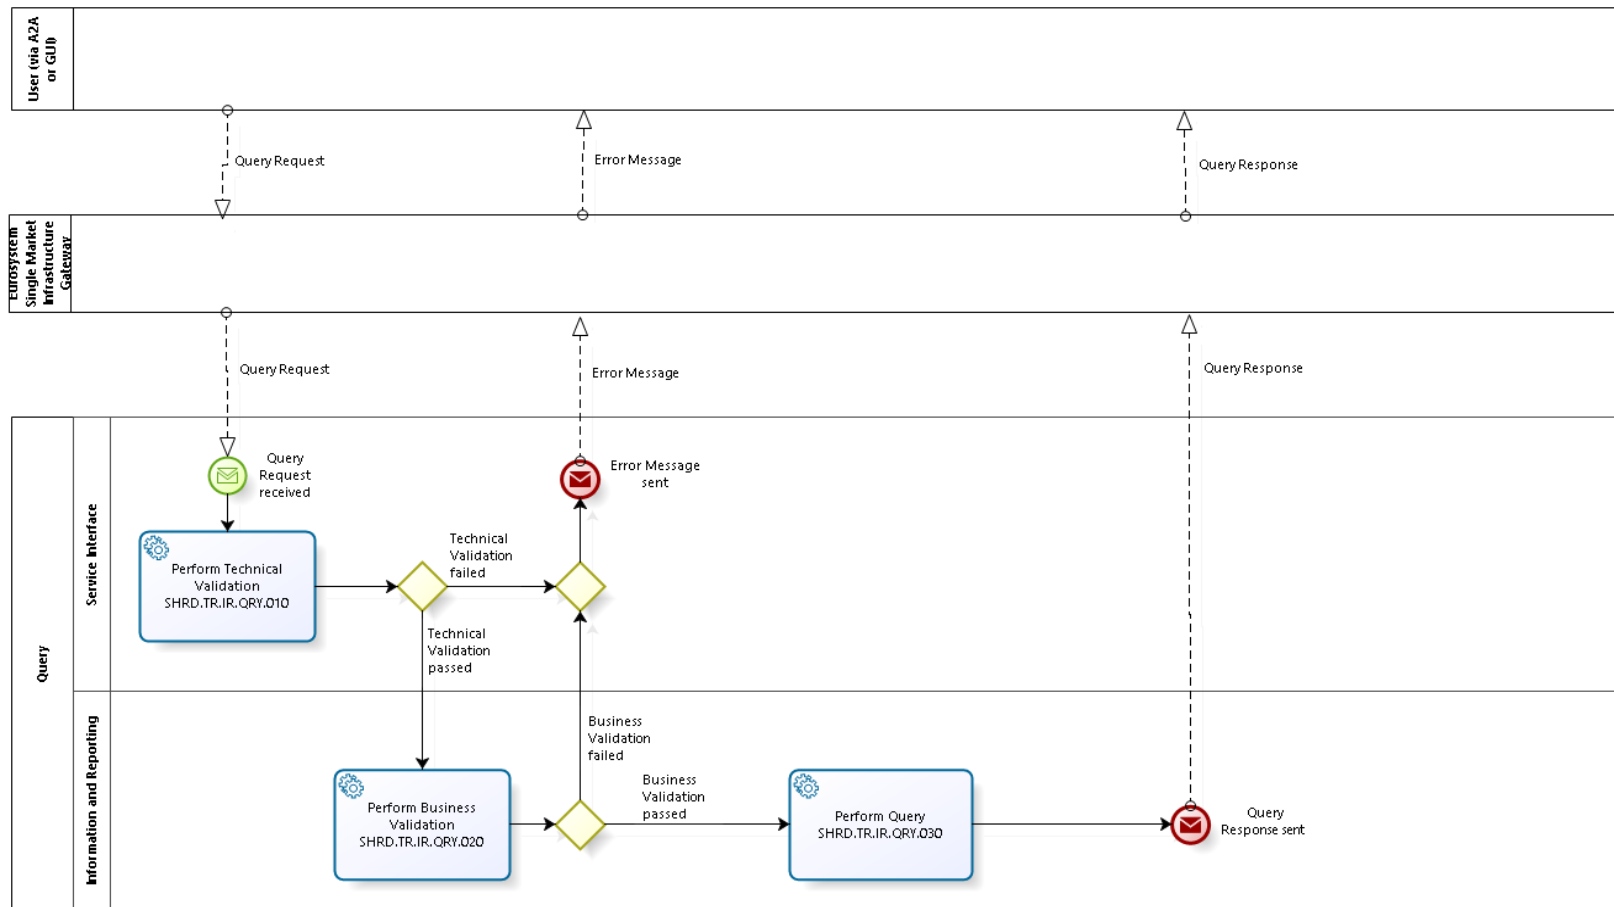 User (via A2A
or GUI)
Query Request
Error Message
Query Response
Eurosystem
Single Market
Infrastructure
Gateway
Query Request
Error Message
Query Response
Query
Service Interface
Query
Request
received
Error Message
sent
Perform Technical
Validation
SHRD.TR.IR.QRY.010
Technical
Validation
failed
Technical
Validation
passed
Information and Reporting
Business
Validation
failed
Perform Business
Validation
SHRD.TR.IR.QRY.020
Business
Validation
passed
Perform Query
SHRD.TR.IR.QRY.030
Query
Response sent